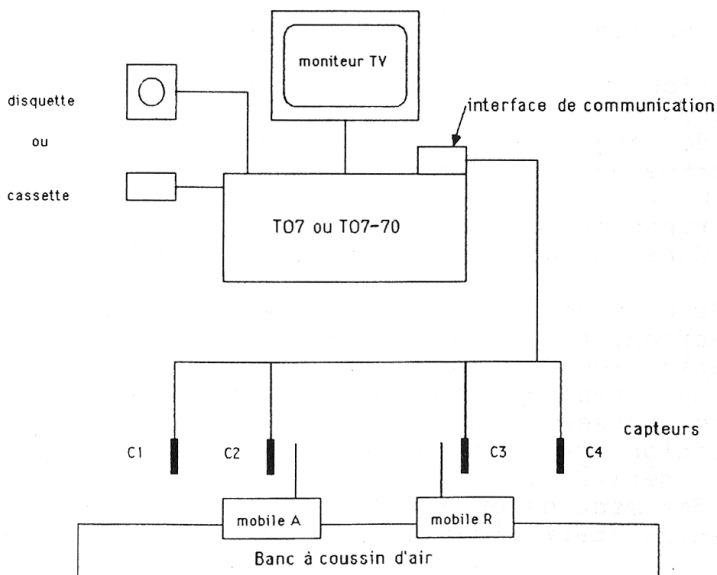 moniteur TV
disquette
ou
cassette
interface de communication
TO7 ou TO7-70
C1
C2
C3
C4
capteurs
mobile A
mobile R
Banc à coussin d'air